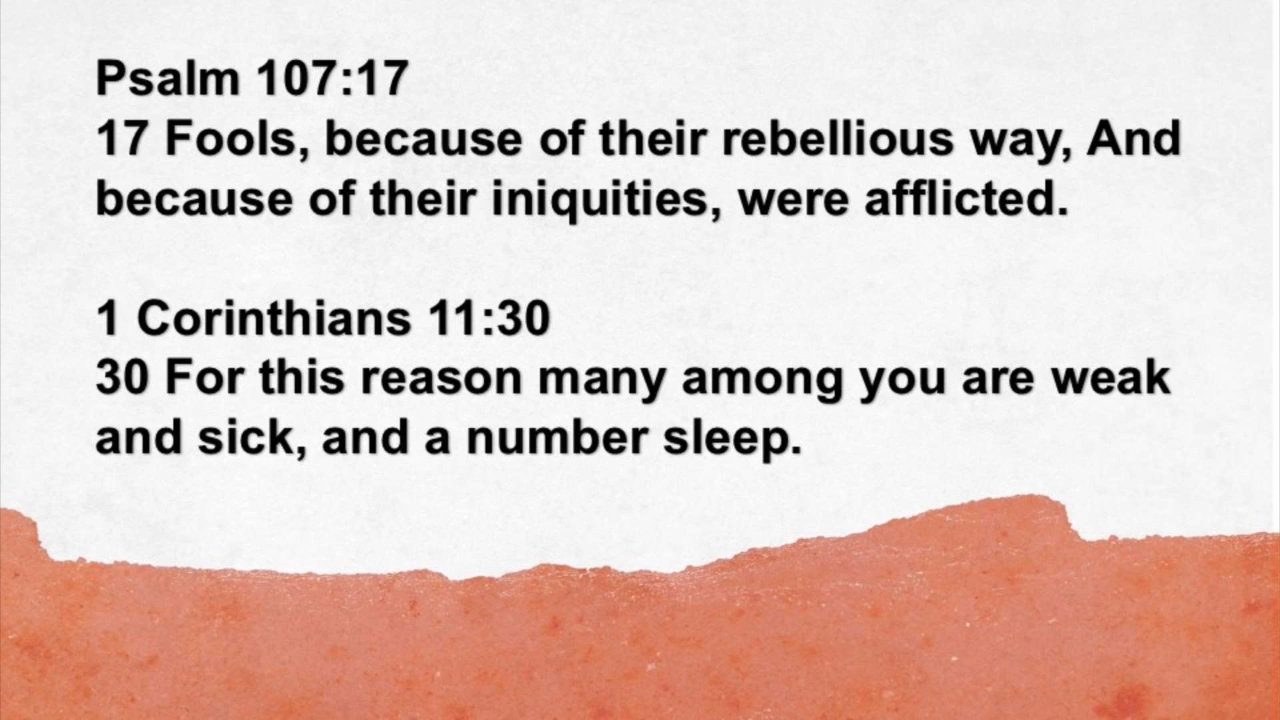 Psalm 107:17
17 Fools, because of their rebellious way, And
because of their iniquities, were afflicted.
1 Corinthians 11:30
30 For this reason many among you are weak
and sick, and a number sleep.